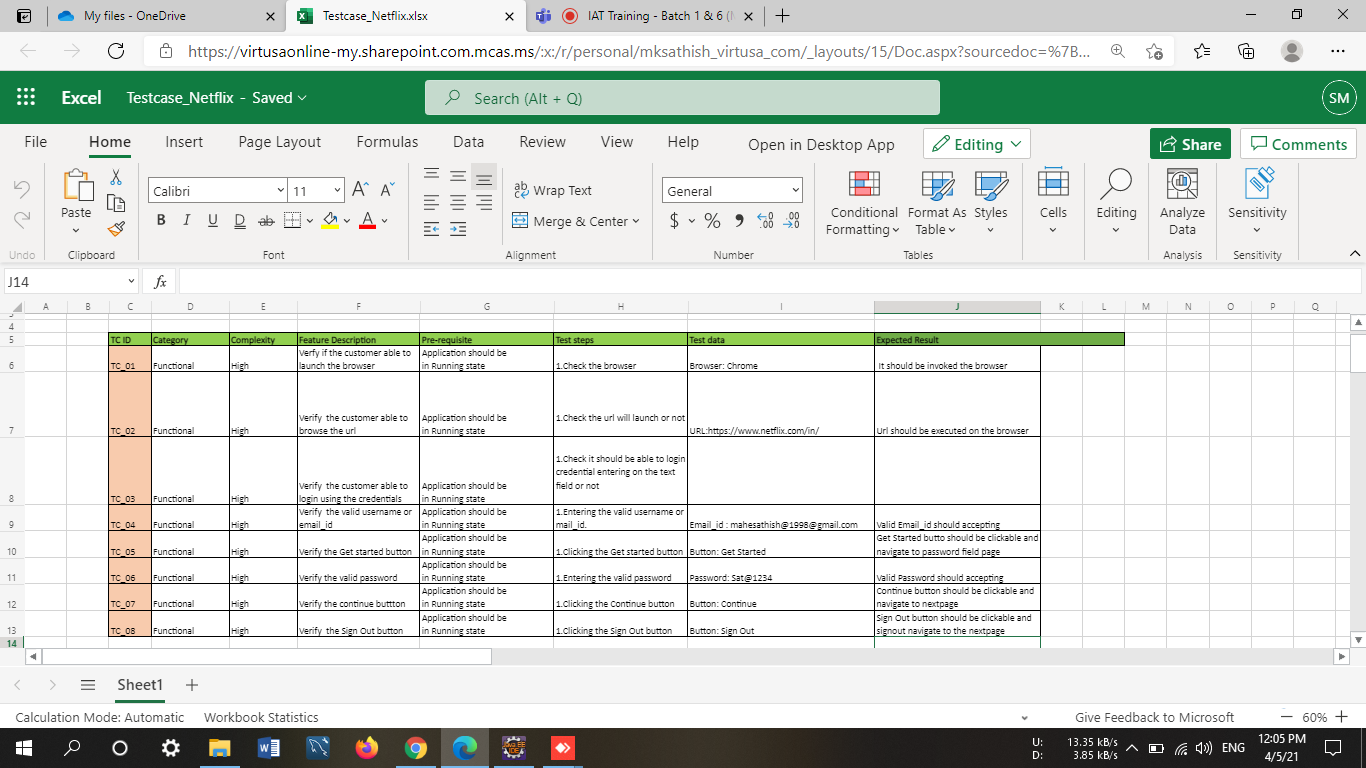 My files - OneDrive
Testcase_Netflix.xlsx
IAT Training - Batch 1 & 6 (
https://virtusaonline-my.sharepoint.com.mcas.ms/:x:/r/personal/mksathish_virtusa_com/_layouts/15/Doc.aspx?sourcedoc=%7B...
Excel Testcase_Netflix - Saved
Search (Alt + Q)
SM
File Home Insert Page Layout Formulas Data Review View Help Open in Desktop App Editing Share Comments
Paste
Calibri 11
B I U D ab A
ab Wrap Text
Merge & Center
General
$ % 9 .00 .00
Conditional Formatting
Format As Table
Styles
Cells
Editing
Analyze Data
Sensitivity
Undo Clipboard Font Alignment Number Tables Analysis Sensitivity
J14 fx
A B C D E F G H I J K L M N O P Q
4
5 TC ID Category Complexity Feature Description Pre-requisite Test steps Test data Expected Result
6 TC_01 Functional High Verfy if the customer able to launch the browser Application should be in Running state 1.Check the browser Browser: Chrome It should be invoked the browser
7 TC_02 Functional High Verify the customer able to browse the url Application should be in Running state 1.Check the url will launch or not URL:https://www.netflix.com/in/ Url should be executed on the browser
8 TC_03 Functional High Verify the customer able to login using the credentials Application should be in Running state 1.Check it should be able to login credential entering on the text field or not
9 TC_04 Functional High Verify the valid username or email_id Application should be in Running state 1.Entering the valid username or mail_id. Email_id : mahesathish@1998@gmail.com Valid Email_id should accepting
10 TC_05 Functional High Verify the Get started button Application should be in Running state 1.Clicking the Get started button Button: Get Started Get Started butto should be clickable and navigate to password field page
11 TC_06 Functional High Verify the valid password Application should be in Running state 1.Entering the valid password Password: Sat@1234 Valid Password should accepting
12 TC_07 Functional High Verify the continue buttton Application should be in Running state 1.Clicking the Continue buttton Button: Continue Continue button should be clickable and navigate to nextpage
13 TC_08 Functional High Verify the Sign Out button Application should be in Running state 1.Clicking the Sign Out button Button: Sign Out Sign Out button should be clickable and signout navigate to the nextpage
14
Sheet1
Calculation Mode: Automatic Workbook Statistics Give Feedback to Microsoft 60%
U: 13.35 kB/s
D: 3.85 kB/s
ENG
12:05 PM
4/5/21